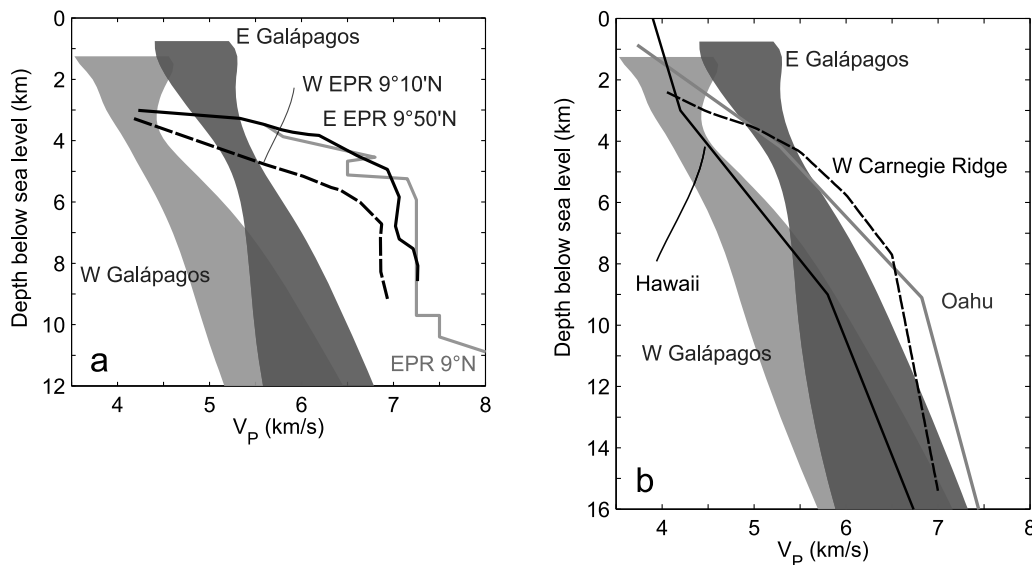 E Galápagos
W EPR 9°10'N
E EPR 9°50'N
W Galápagos
EPR 9°N
a
0
2
4
6
8
10
12
4
5
6
7
8
Depth below sea level (km)
V_P (km/s)
b
E Galápagos
W Carnegie Ridge
Hawaii
Oahu
W Galápagos
0
2
4
6
8
10
12
14
16
4
5
6
7
8
Depth below sea level (km)
V_P (km/s)